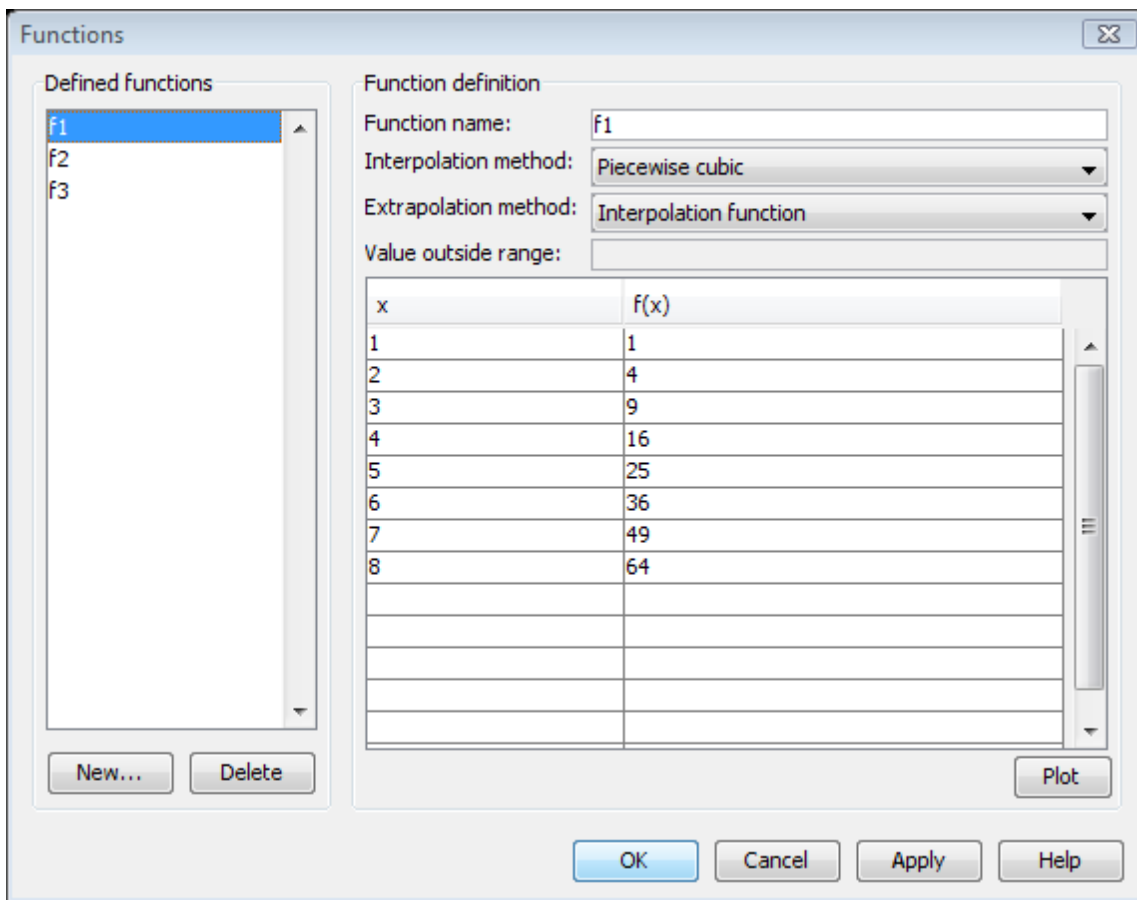 Functions
Defined functions
f1
f2
f3
New...
Delete
Function definition
Function name: f1
Interpolation method: Piecewise cubic
Extrapolation method: Interpolation function
Value outside range:
x f(x)
1 1
2 4
3 9
4 16
5 25
6 36
7 49
8 64
Plot
OK Cancel Apply Help